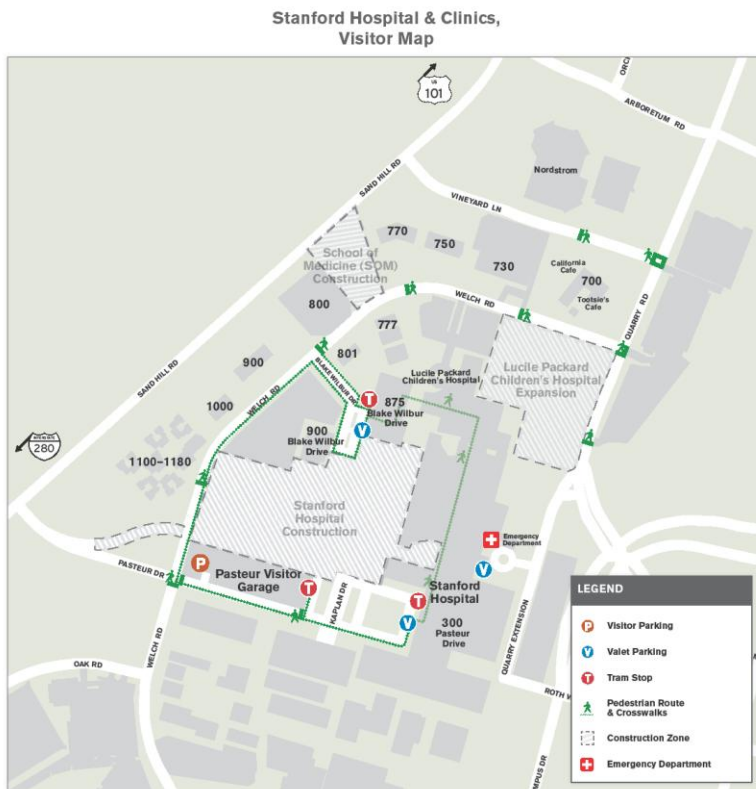 Stanford Hospital & Clinics,
Visitor Map
US
101
ARBORETUM RD
SAND HILL RD
Nordstrom
VINEYARD LN
770
750
730
California
Cafe
700
Tootsie's
Cafe
School of
Medicine (SOM)
Construction
800
WELCH RD
QUARRY RD
777
801
Lucile Packard
Children's Hospital
Lucile Packard
Children's Hospital
Expansion
SAND HILL RD
900
BLAKE WILBUR DR
T
875
Blake Wilbur
Drive
V
1000
WELCH RD
900
Blake Wilbur
Drive
280
1100–1180
Stanford
Hospital
Construction
Emergency
Department
V
PASTEUR DR
P
Pasteur Visitor
Garage
T
KAPLAN DR
T
Stanford
Hospital
V
300
Pasteur
Drive
QUARRY EXTENSION
WELCH RD
OAK RD
LEGEND
P Visitor Parking
V Valet Parking
T Tram Stop
Pedestrian Route
& Crosswalks
Construction Zone
Emergency Department